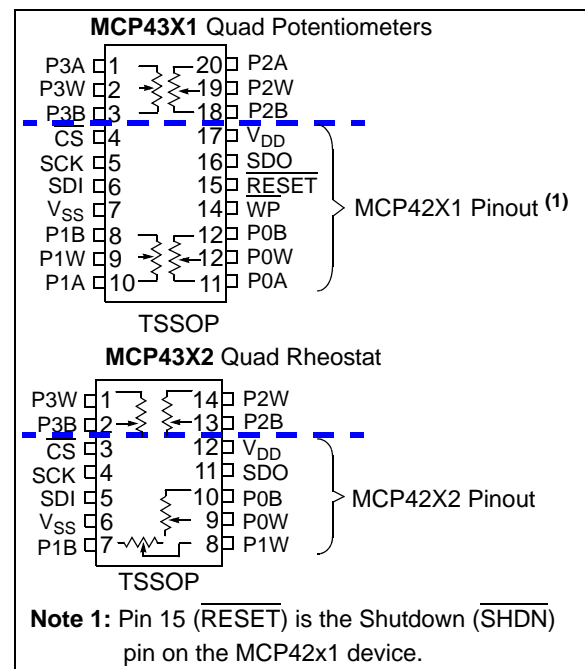 MCP43X1 Quad Potentiometers
P3A 1 20 P2A
P3W 2 19 P2W
P3B 3 18 P2B
CS 4 17 VDD
SCK 5 16 SDO
SDI 6 15 RESET
VSS 7 14 WP
P1B 8 12 P0B
P1W 9 12 P0W
P1A 10 11 P0A
MCP42X1 Pinout (1)
TSSOP
MCP43X2 Quad Rheostat
P3W 1 14 P2W
P3B 2 13 P2B
CS 3 12 VDD
SCK 4 11 SDO
SDI 5 10 P0B
VSS 6 9 P0W
P1B 7 8 P1W
MCP42X2 Pinout
TSSOP
Note 1: Pin 15 (RESET) is the Shutdown (SHDN)
pin on the MCP42x1 device.